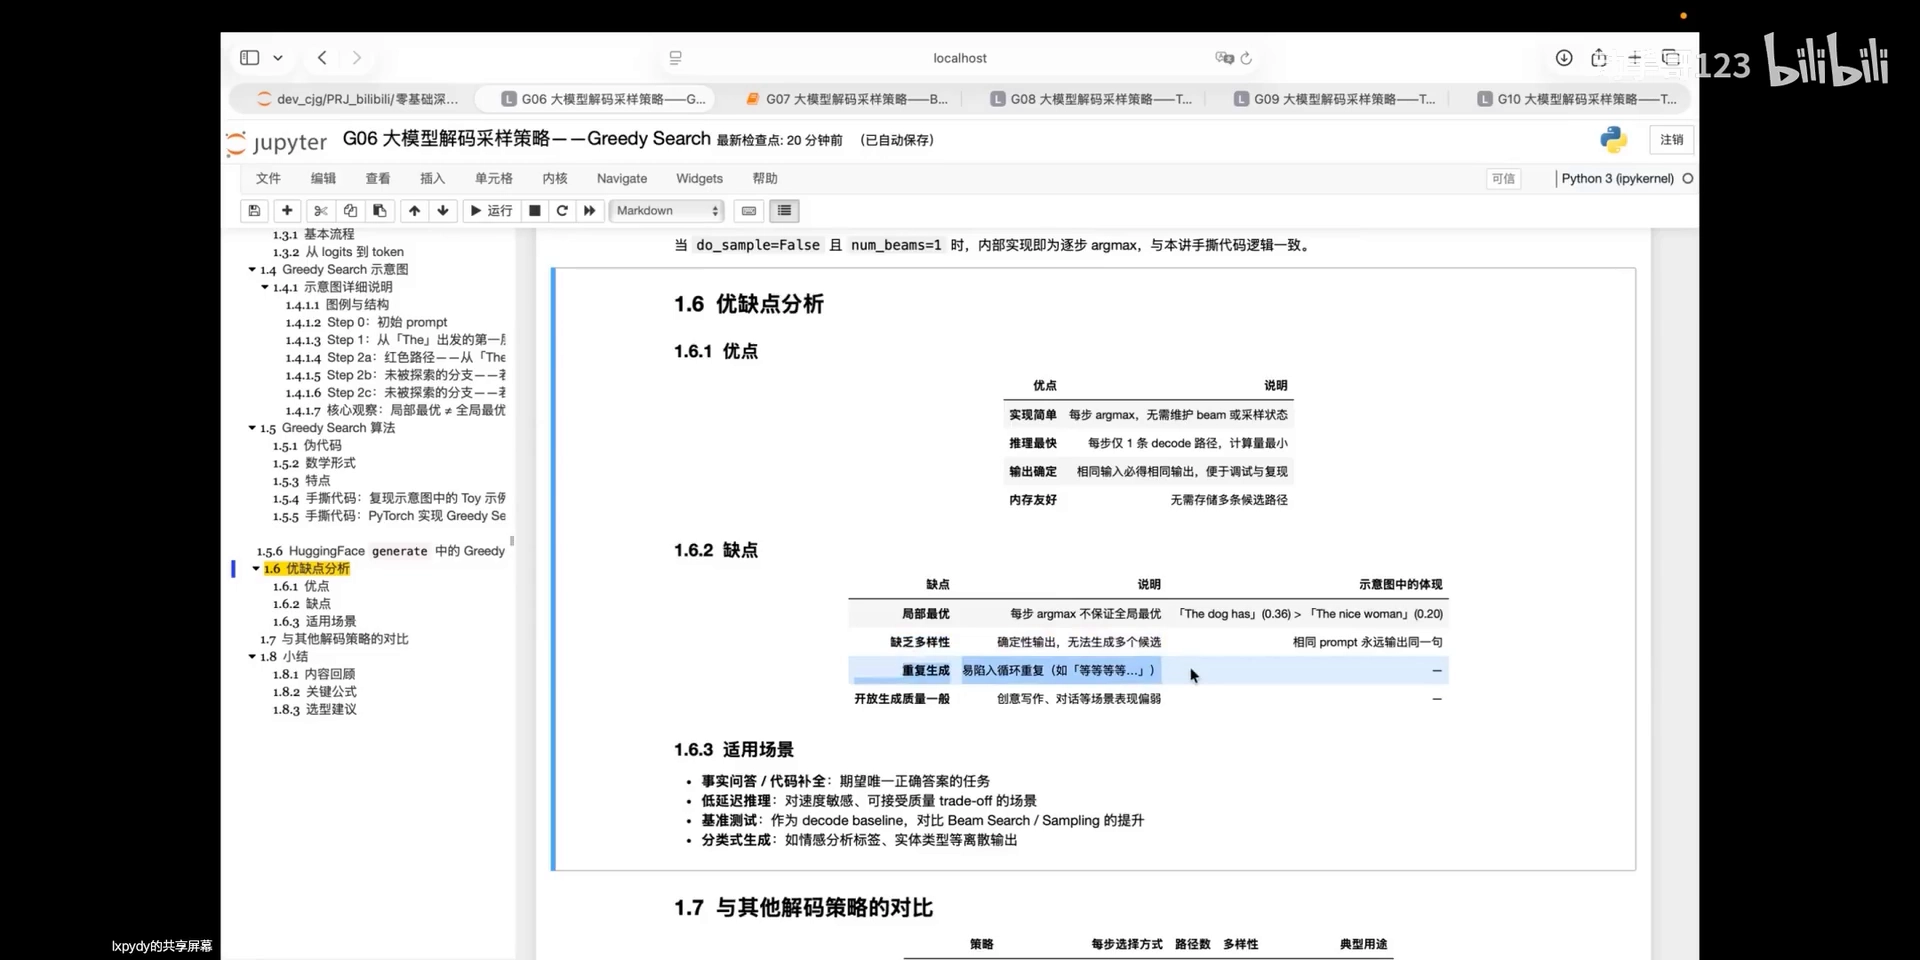 bilibili
123
localhost
dev_cjg/PRJ_bilibili/零基础深...
G06 大模型解码采样策略——G...
G07 大模型解码采样策略——B...
G08 大模型解码采样策略——T...
G09 大模型解码采样策略——T...
G10 大模型解码采样策略——T...
jupyter G06 大模型解码采样策略——Greedy Search 最新检查点: 20 分钟前 (已自动保存) 注销
文件 编辑 查看 插入 单元格 内核 Navigate Widgets 帮助 可信 Python 3 (ipykernel)
运行 Markdown
1.3.1 基本流程
1.3.2 从 logits 到 token
1.4 Greedy Search 示意图
1.4.1 示意图详细说明
1.4.1.1 图例与结构
1.4.1.2 Step 0：初始 prompt
1.4.1.3 Step 1：从「The」出发的第一
1.4.1.4 Step 2a：红色路径——从「The
1.4.1.5 Step 2b：未被探索的分支——
1.4.1.6 Step 2c：未被探索的分支——
1.4.1.7 核心观察：局部最优 ≠ 全局最优
1.5 Greedy Search 算法
1.5.1 伪代码
1.5.2 数学形式
1.5.3 特点
1.5.4 手撕代码：复现示意图中的 Toy 示例
1.5.5 手撕代码：PyTorch 实现 Greedy Se
1.5.6 HuggingFace generate 中的 Greedy
1.6 优缺点分析
1.6.1 优点
1.6.2 缺点
1.6.3 适用场景
1.7 与其他解码策略的对比
1.8 小结
1.8.1 内容回顾
1.8.2 关键公式
1.8.3 选型建议
当 do_sample=False 且 num_beams=1 时，内部实现即为逐步 argmax，与本讲手撕代码逻辑一致。
1.6 优缺点分析
1.6.1 优点
优点 说明
实现简单 每步 argmax，无需维护 beam 或采样状态
推理最快 每步仅 1 条 decode 路径，计算量最小
输出确定 相同输入必得相同输出，便于调试与复现
内存友好 无需存储多条候选路径
1.6.2 缺点
缺点 说明 示意图中的体现
局部最优 每步 argmax 不保证全局最优 「The dog has」(0.36) > 「The nice woman」(0.20)
缺乏多样性 确定性输出，无法生成多个候选 相同 prompt 永远输出同一句
重复生成 易陷入循环重复（如「等等等等…」） —
开放生成质量一般 创意写作、对话等场景表现偏弱 —
1.6.3 适用场景
• 事实问答 / 代码补全：期望唯一正确答案的任务
• 低延迟推理：对速度敏感、可接受质量 trade-off 的场景
• 基准测试：作为 decode baseline，对比 Beam Search / Sampling 的提升
• 分类式生成：如情感分析标签、实体类型等离散输出
1.7 与其他解码策略的对比
策略 每步选择方式 路径数 多样性 典型用途
lxpydy的共享屏幕